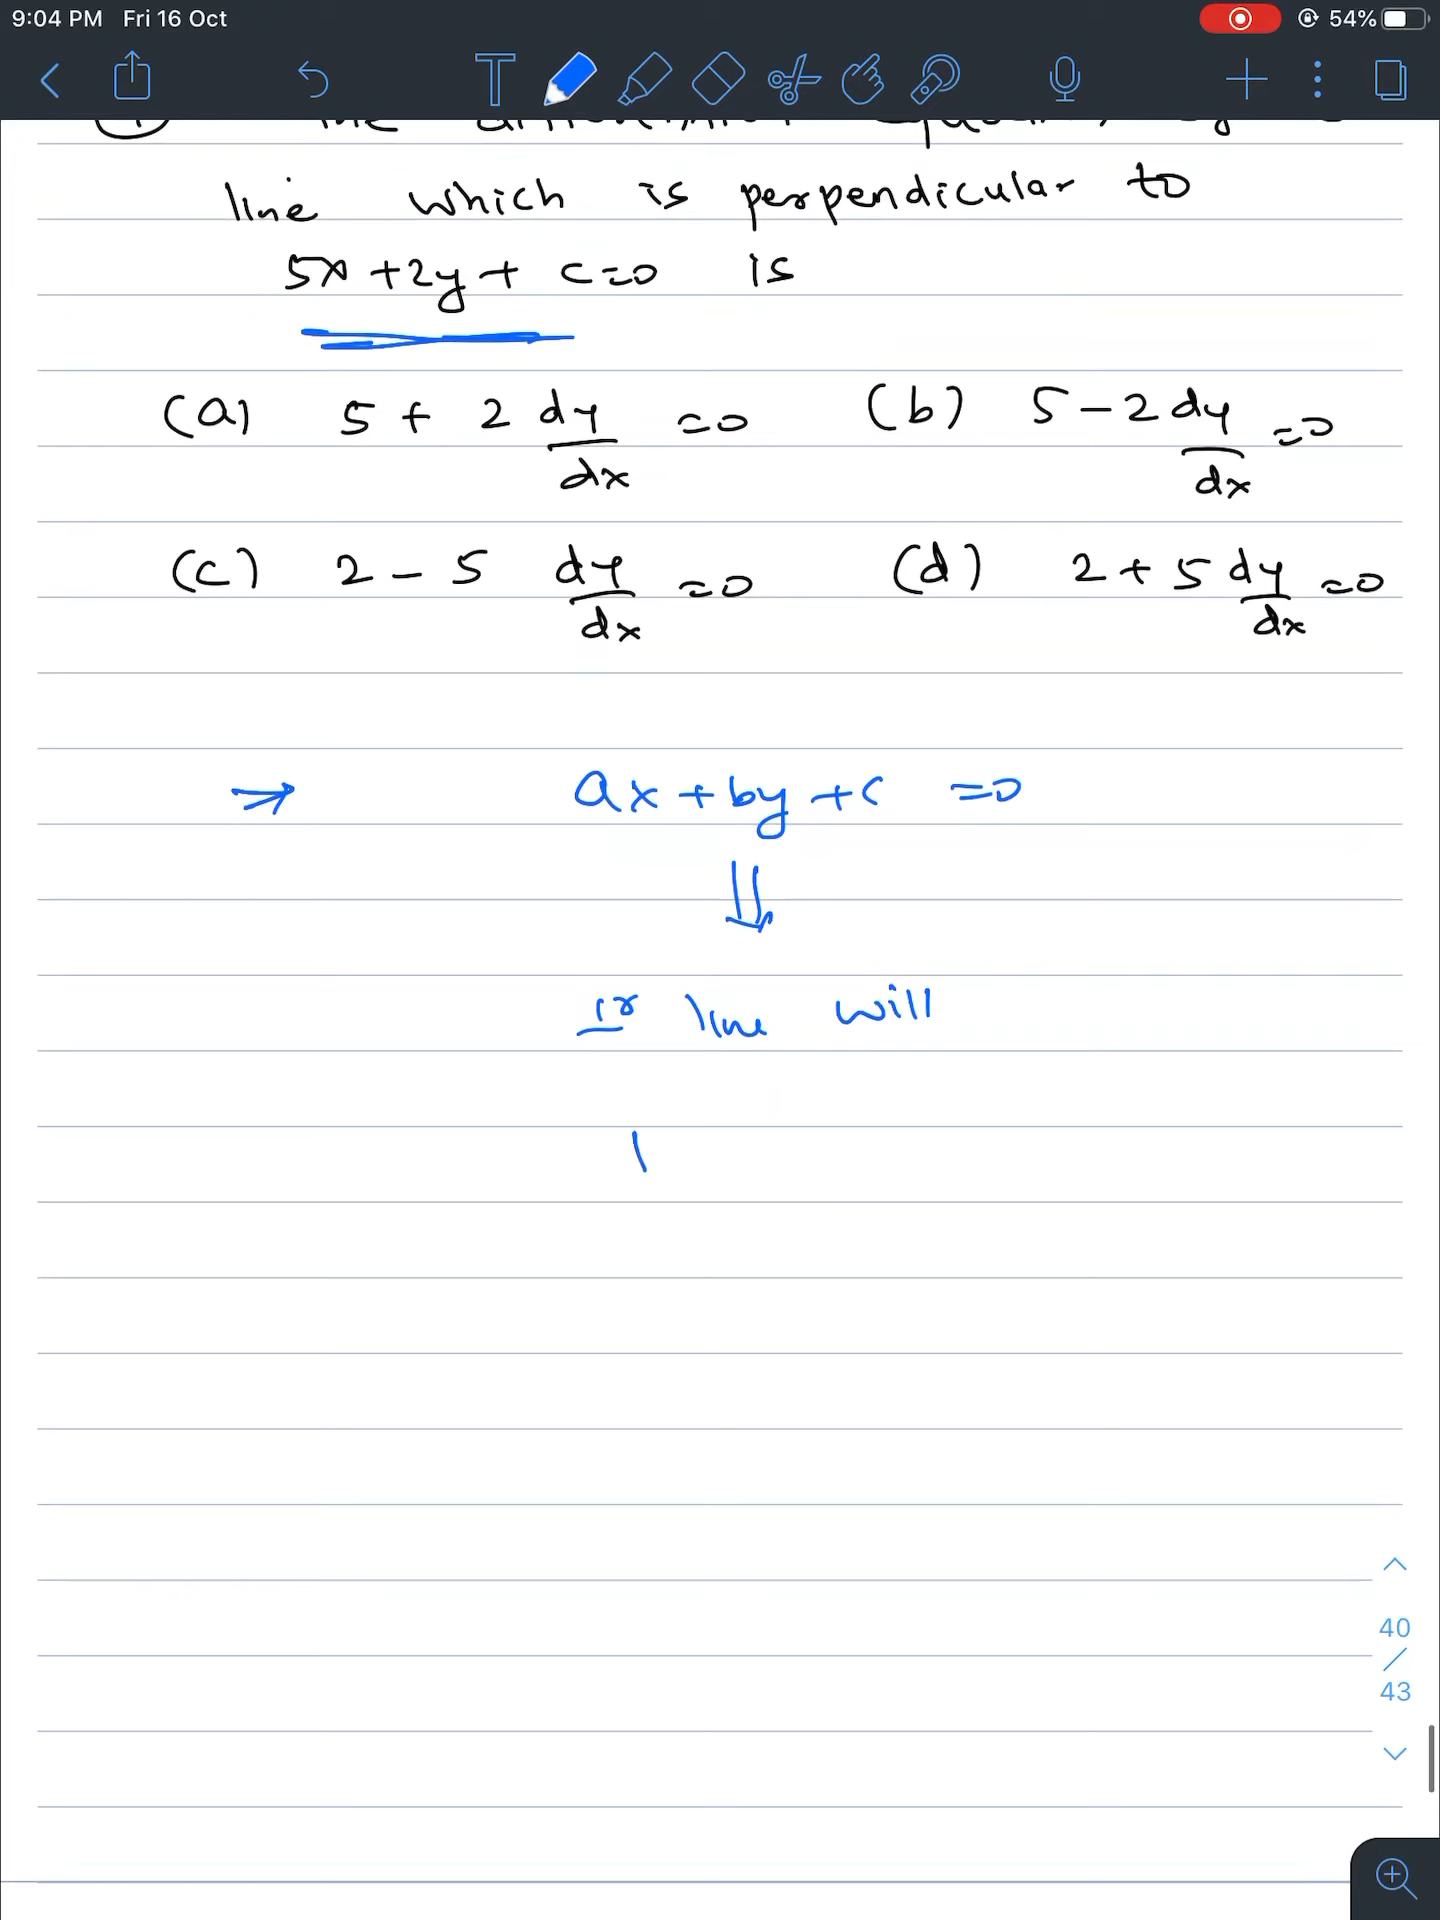 9:04 PM Fri 16 Oct
54%
line which is perpendicular to
5x + 2y + c = 0 is
(a) 5 + 2 dy/dx = 0 (b) 5 - 2 dy/dx = 0
(c) 2 - 5 dy/dx = 0 (d) 2 + 5 dy/dx = 0
⇒ ax + by + c = 0
⇓
⊥r line will
40
/
43